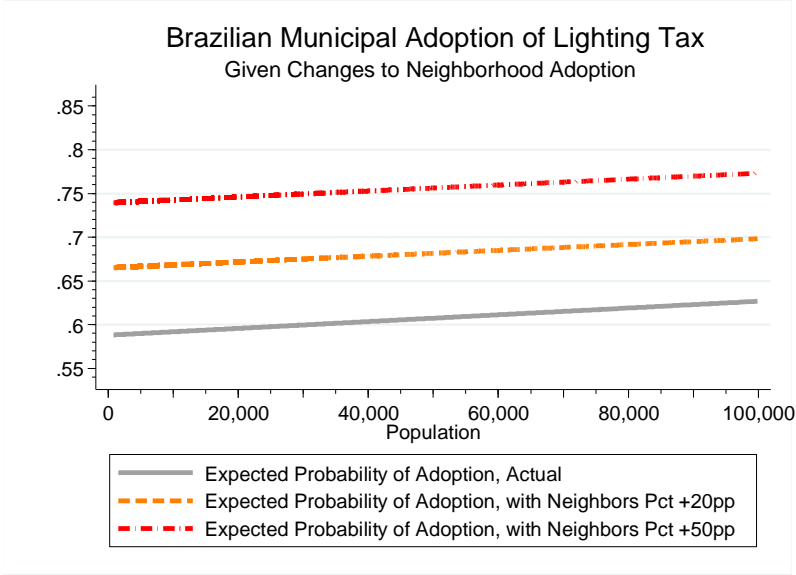 Brazilian Municipal Adoption of Lighting Tax
Given Changes to Neighborhood Adoption
.85
.8
.75
.7
.65
.6
.55
0 20,000 40,000 60,000 80,000 100,000
Population
Expected Probability of Adoption, Actual
Expected Probability of Adoption, with Neighbors Pct +20pp
Expected Probability of Adoption, with Neighbors Pct +50pp